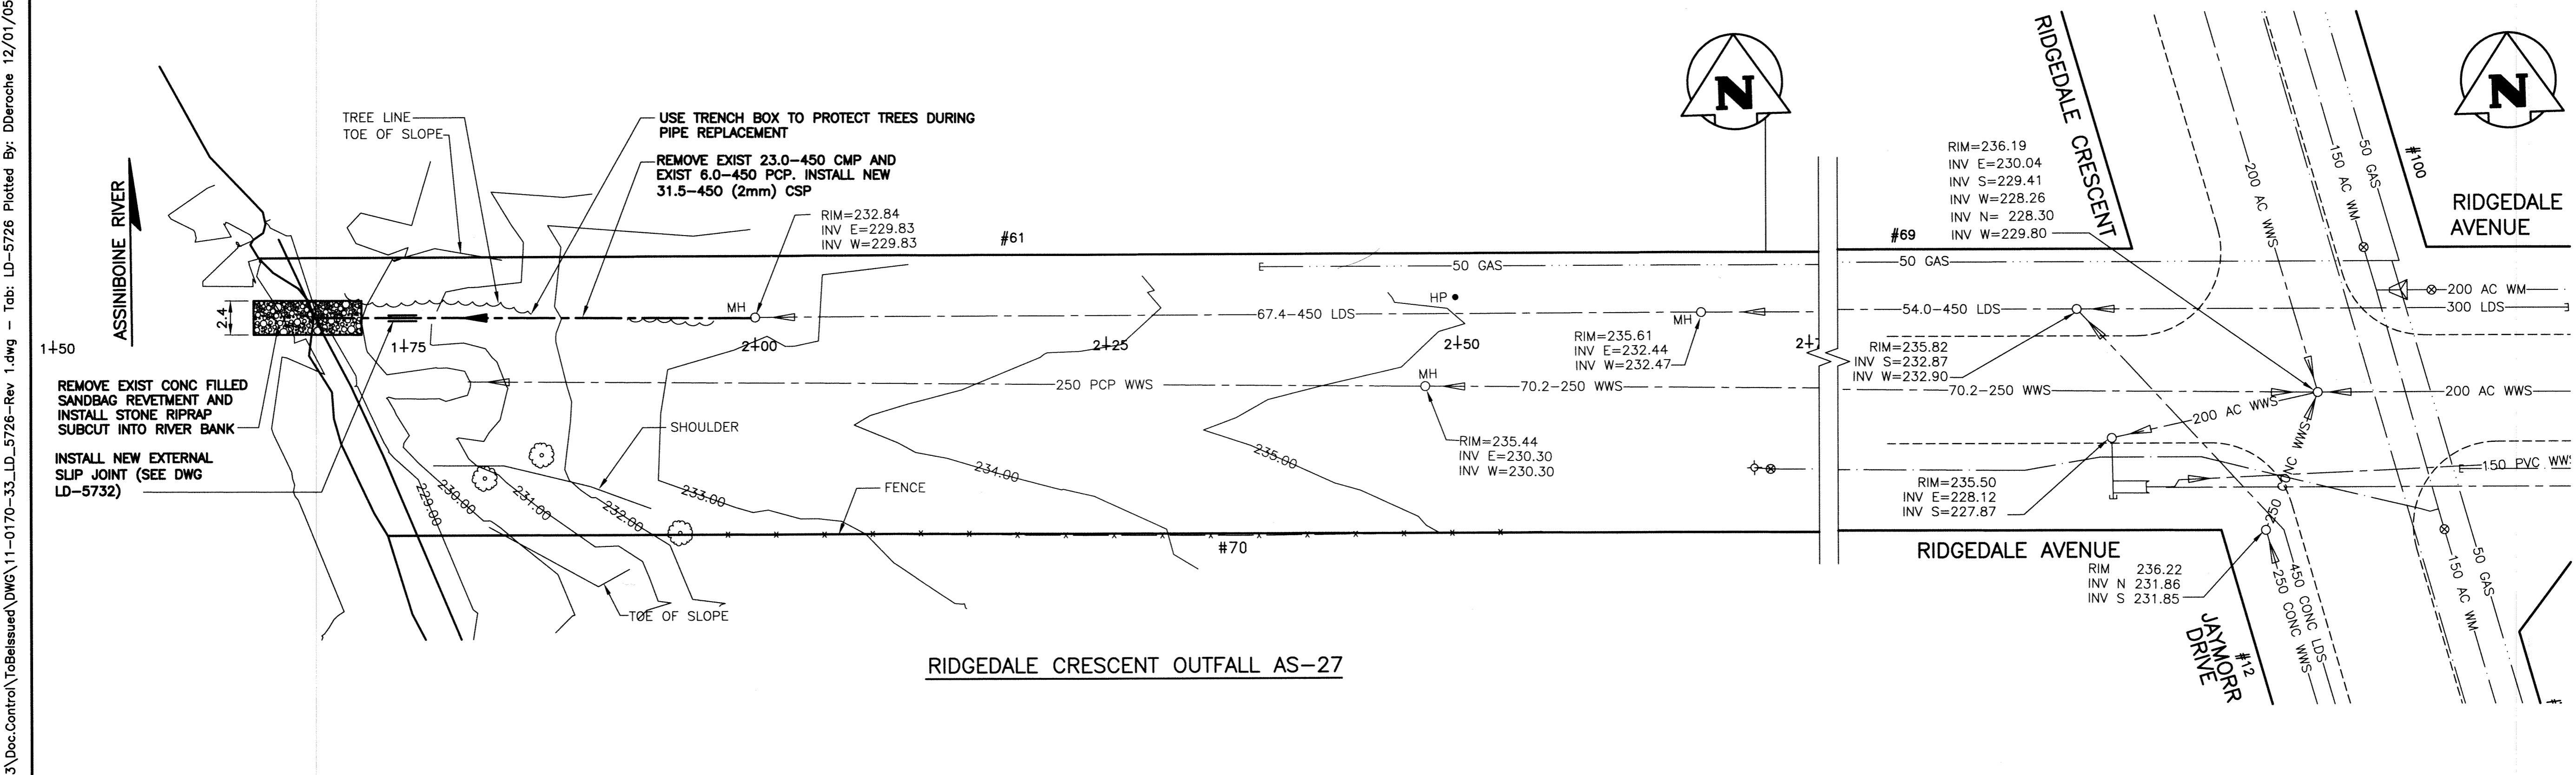 3\Doc.Control\ToBeIssued\DWG\11-0170-33_LD_5726-Rev 1.dwg - Tab: LD-5726 Plotted By: DDeroche 12/01/05
ASSINIBOINE RIVER
TREE LINE
TOE OF SLOPE
USE TRENCH BOX TO PROTECT TREES DURING
PIPE REPLACEMENT
REMOVE EXIST 23.0-450 CMP AND
EXIST 6.0-450 PCP. INSTALL NEW
31.5-450 (2mm) CSP
RIM=232.84
INV E=229.83
INV W=229.83
MH
#61
2.4
1+50
1+75
2+00
2+25
2+50
REMOVE EXIST CONC FILLED
SANDBAG REVETMENT AND
INSTALL STONE RIPRAP
SUBCUT INTO RIVER BANK
INSTALL NEW EXTERNAL
SLIP JOINT (SEE DWG
LD-5732)
SHOULDER
FENCE
TOE OF SLOPE
229.00
230.00
231.00
232.00
233.00
234.00
235.00
#70
E
50 GAS
HP
67.4-450 LDS
250 PCP WWS
MH
70.2-250 WWS
RIM=235.44
INV E=230.30
INV W=230.30
MH
RIM=235.61
INV E=232.44
INV W=232.47
N
RIDGEDALE CRESCENT OUTFALL AS-27
RIDGEDALE CRESCENT
RIM=236.19
INV E=230.04
INV S=229.41
INV W=228.26
INV N= 228.30
INV W=229.80
#69
50 GAS
54.0-450 LDS
RIM=235.82
INV S=232.87
INV W=232.90
70.2-250 WWS
200 AC WWS
RIM=235.50
INV E=228.12
INV S=227.87
RIDGEDALE AVENUE
RIM 236.22
INV N 231.86
INV S 231.85
JAYMORR
DRIVE
#12
250 CONC WWS
250 CONC WWS
450 CONC LDS
200 AC WWS
150 AC WM
50 GAS
#100
N
RIDGEDALE
AVENUE
200 AC WM
300 LDS
200 AC WWS
E
150 PVC WWS
150 AC WM
50 GAS